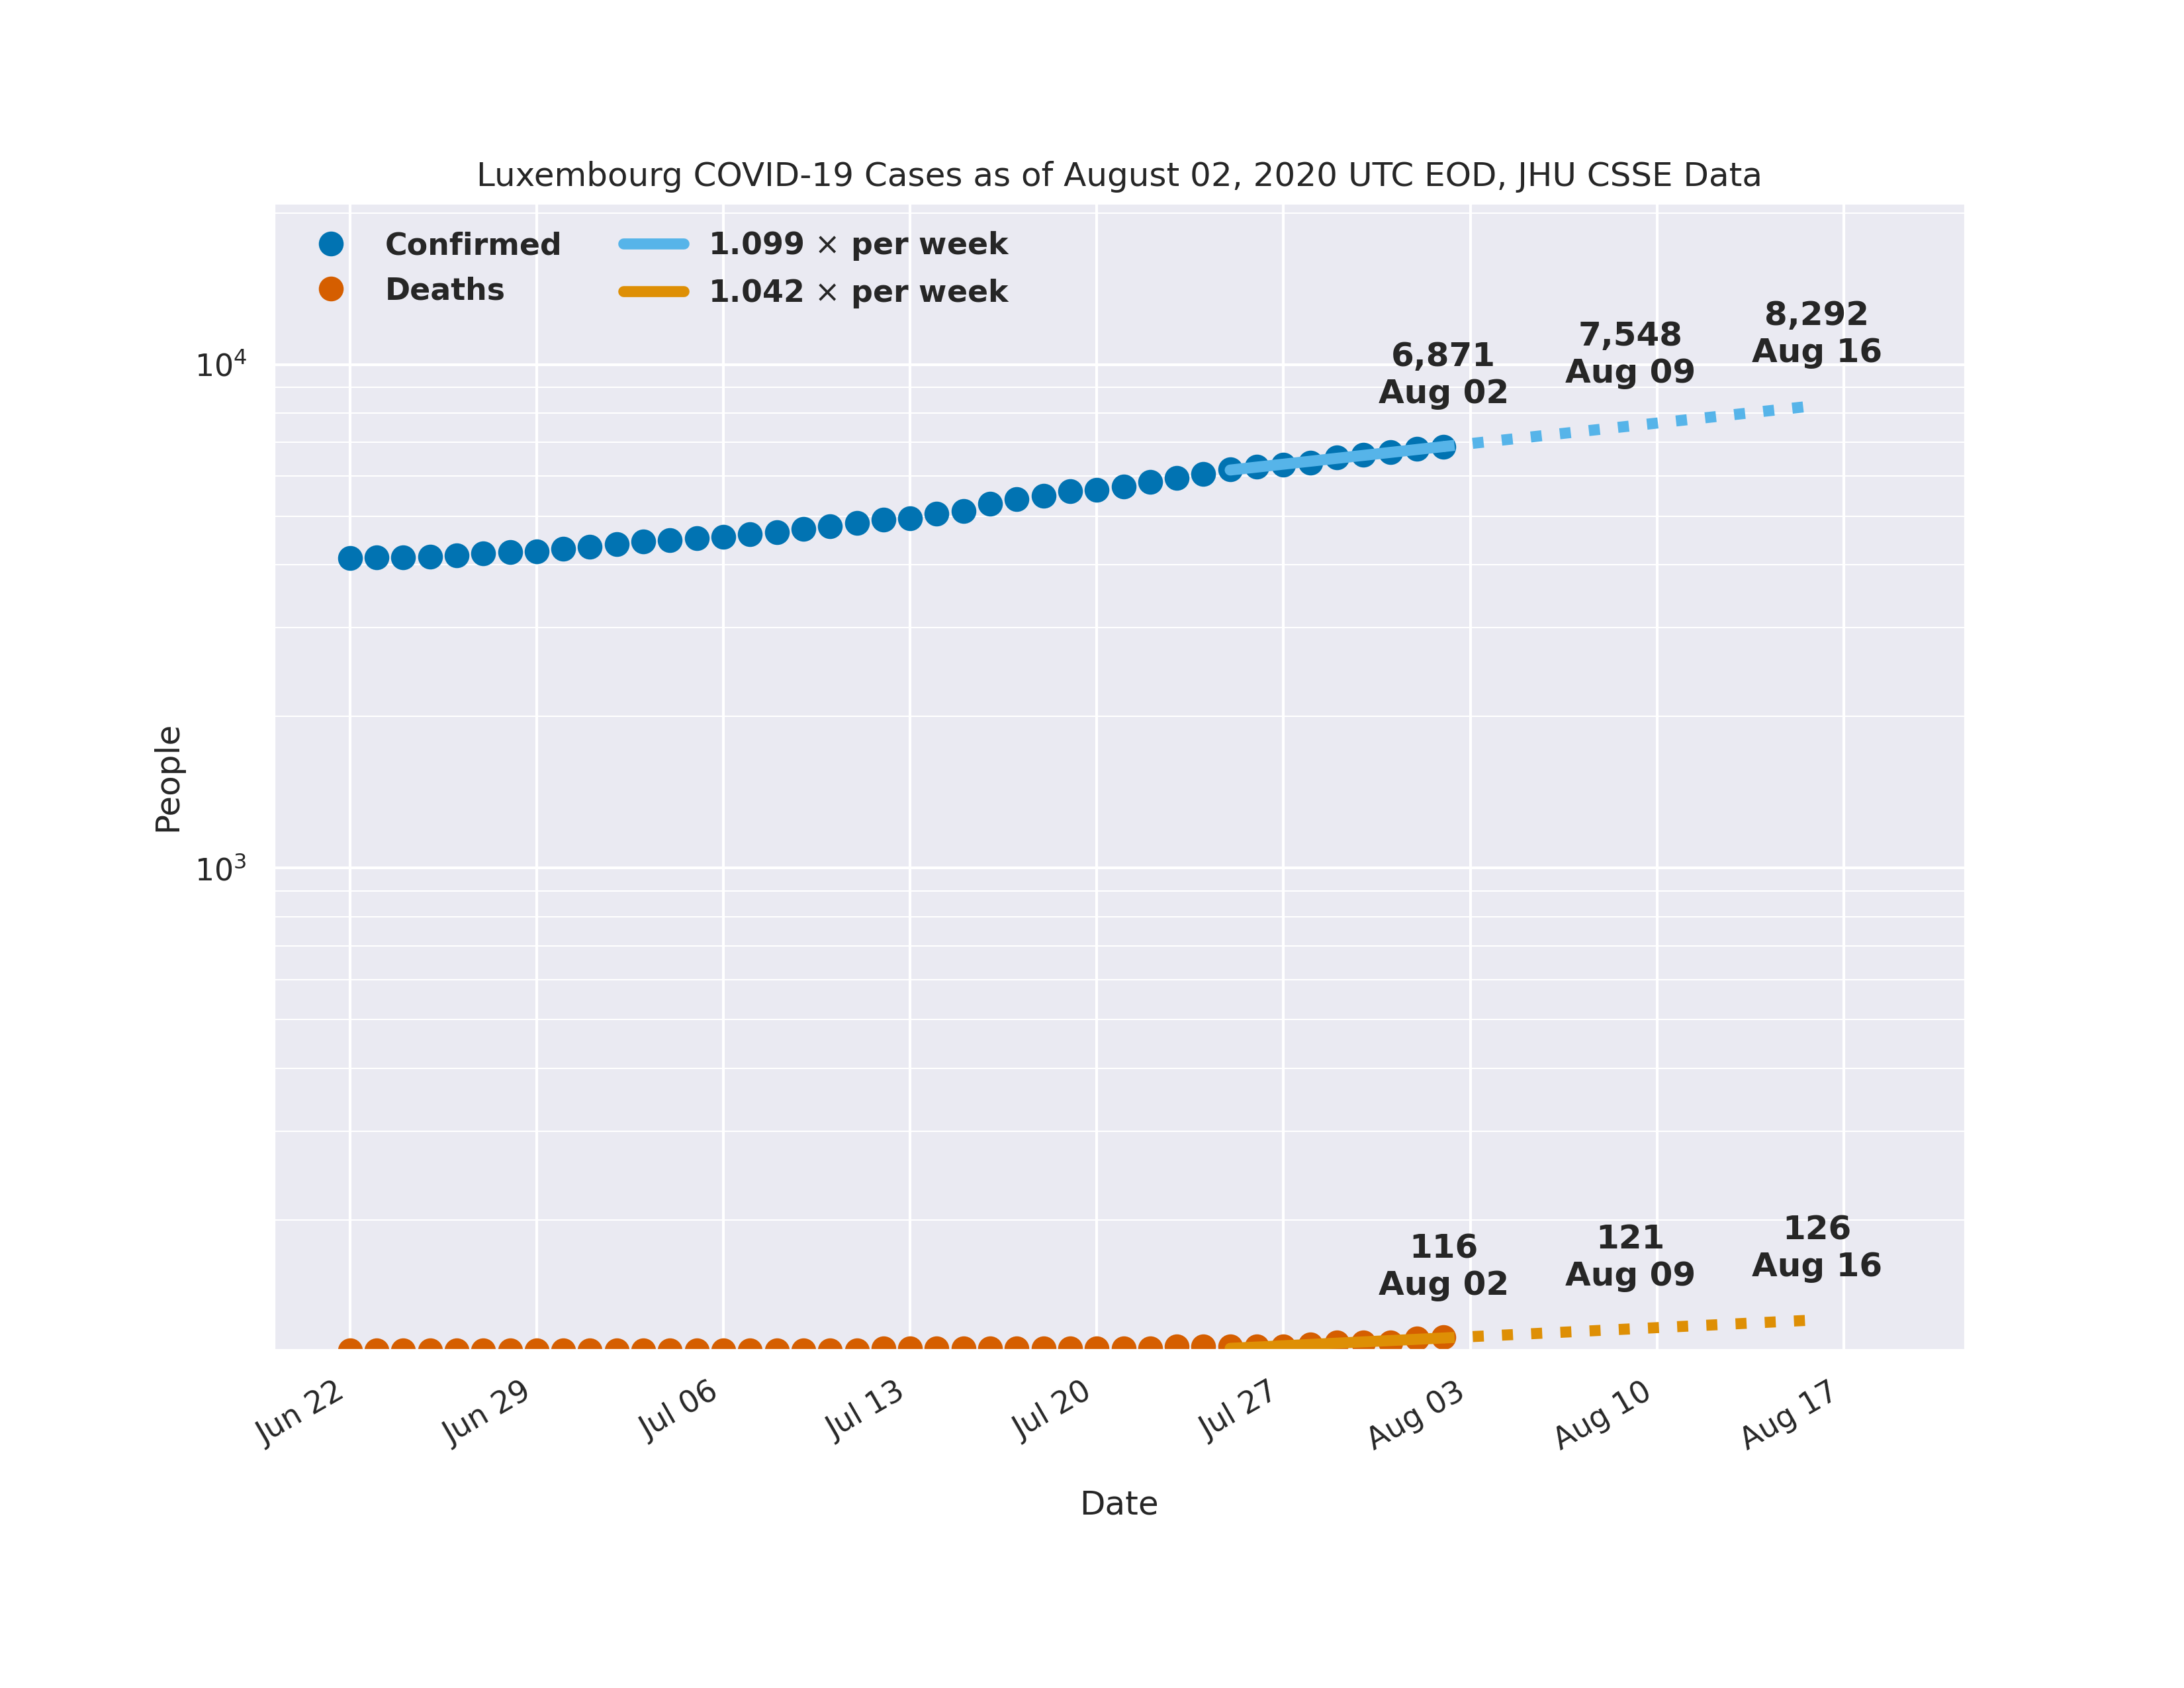 Luxembourg COVID-19 Cases as of August 02, 2020 UTC EOD, JHU CSSE Data
Confirmed
Deaths
1.099 × per week
1.042 × per week
8,292
Aug 16
7,548
Aug 09
6,871
Aug 02
10⁴
10³
People
126
Aug 16
121
Aug 09
116
Aug 02
Jun 22
Jun 29
Jul 06
Jul 13
Jul 20
Jul 27
Aug 03
Aug 10
Aug 17
Date